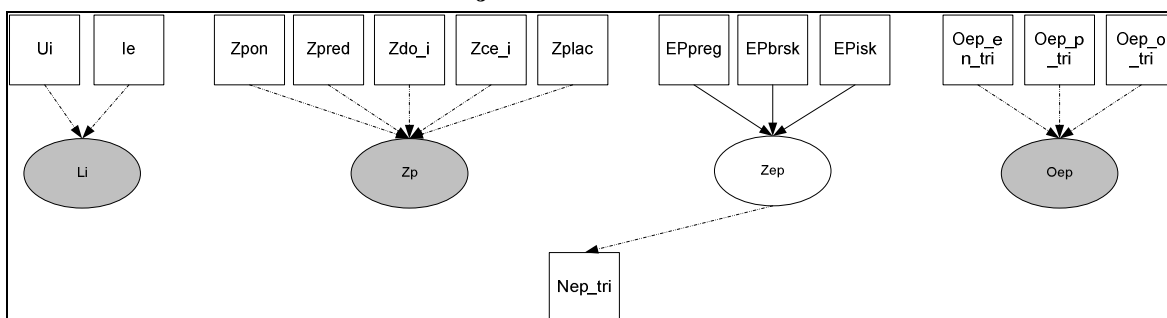 Ui
Ie
Zpon
Zpred
Zdo_i
Zce_i
Zplac
EPpreg
EPbrsk
EPisk
Oep_e
n_tri
Oep_p
_tri
Oep_o
_tri
Li
Zp
Zep
Oep
Nep_tri